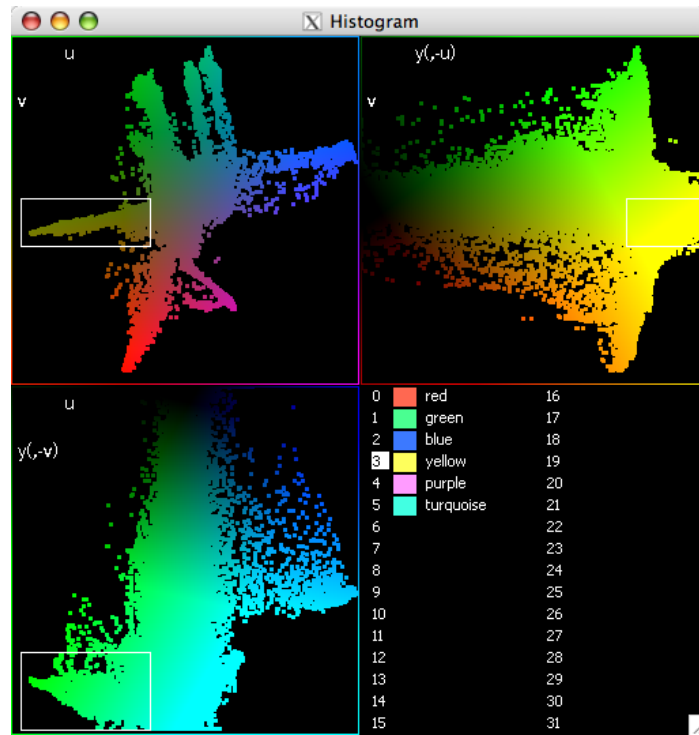 X Histogram
u
y(,-u)
v
v
u
y(,-v)
0 red 16
1 green 17
2 blue 18
3 yellow 19
4 purple 20
5 turquoise 21
6 22
7 23
8 24
9 25
10 26
11 27
12 28
13 29
14 30
15 31